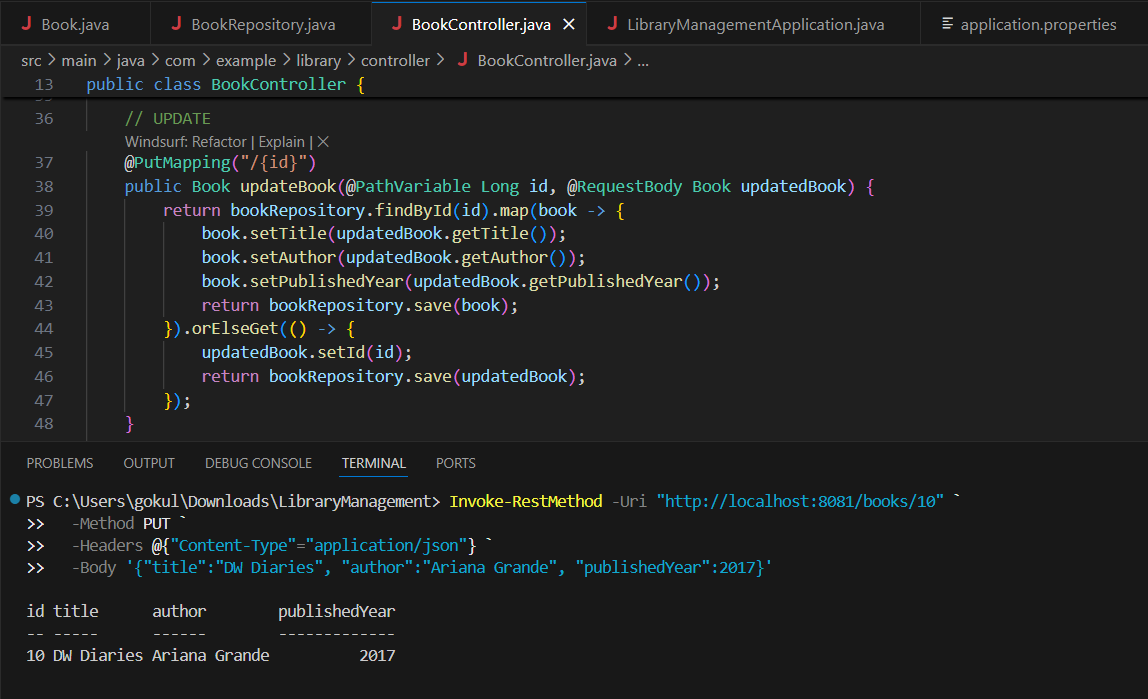 J Book.java J BookRepository.java J BookController.java × J LibraryManagementApplication.java application.properties
src > main > java > com > example > library > controller > J BookController.java > ...
13 public class BookController {
36 // UPDATE
Windsurf: Refactor | Explain | ×
37 @PutMapping("/{id}")
38 public Book updateBook(@PathVariable Long id, @RequestBody Book updatedBook) {
39 return bookRepository.findById(id).map(book -> {
40 book.setTitle(updatedBook.getTitle());
41 book.setAuthor(updatedBook.getAuthor());
42 book.setPublishedYear(updatedBook.getPublishedYear());
43 return bookRepository.save(book);
44 }).orElseGet(() -> {
45 updatedBook.setId(id);
46 return bookRepository.save(updatedBook);
47 });
48 }
PROBLEMS OUTPUT DEBUG CONSOLE TERMINAL PORTS
PS C:\Users\gokul\Downloads\LibraryManagement> Invoke-RestMethod -Uri "http://localhost:8081/books/10" `
>> -Method PUT `
>> -Headers @{"Content-Type"="application/json"} `
>> -Body '{"title":"DW Diaries", "author":"Ariana Grande", "publishedYear":2017}'
id title author publishedYear
-- ----- ------ -------------
10 DW Diaries Ariana Grande 2017